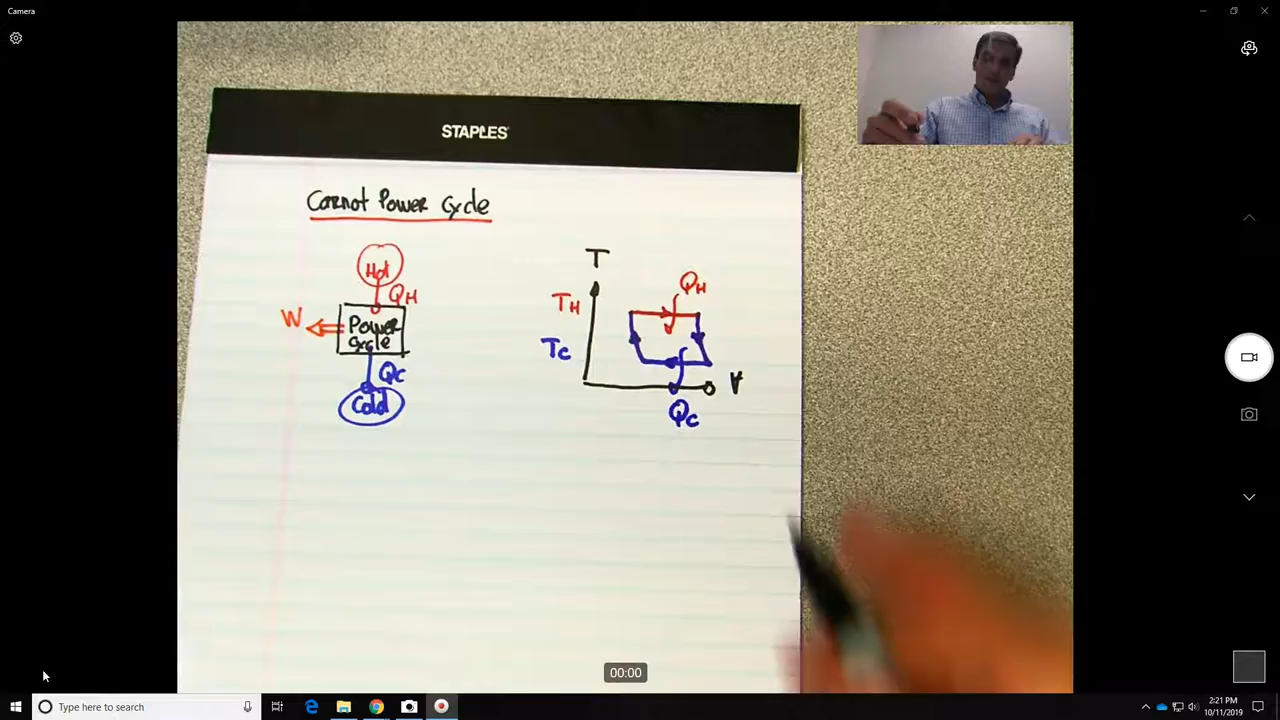 Camera
STAPLES
Carnot Power Cycle
Hot
QH
W
Power
Cycle
QC
Cold
T
TH
QH
TC
V
QC
00:00
Type here to search
2:21 PM
10/11/2019